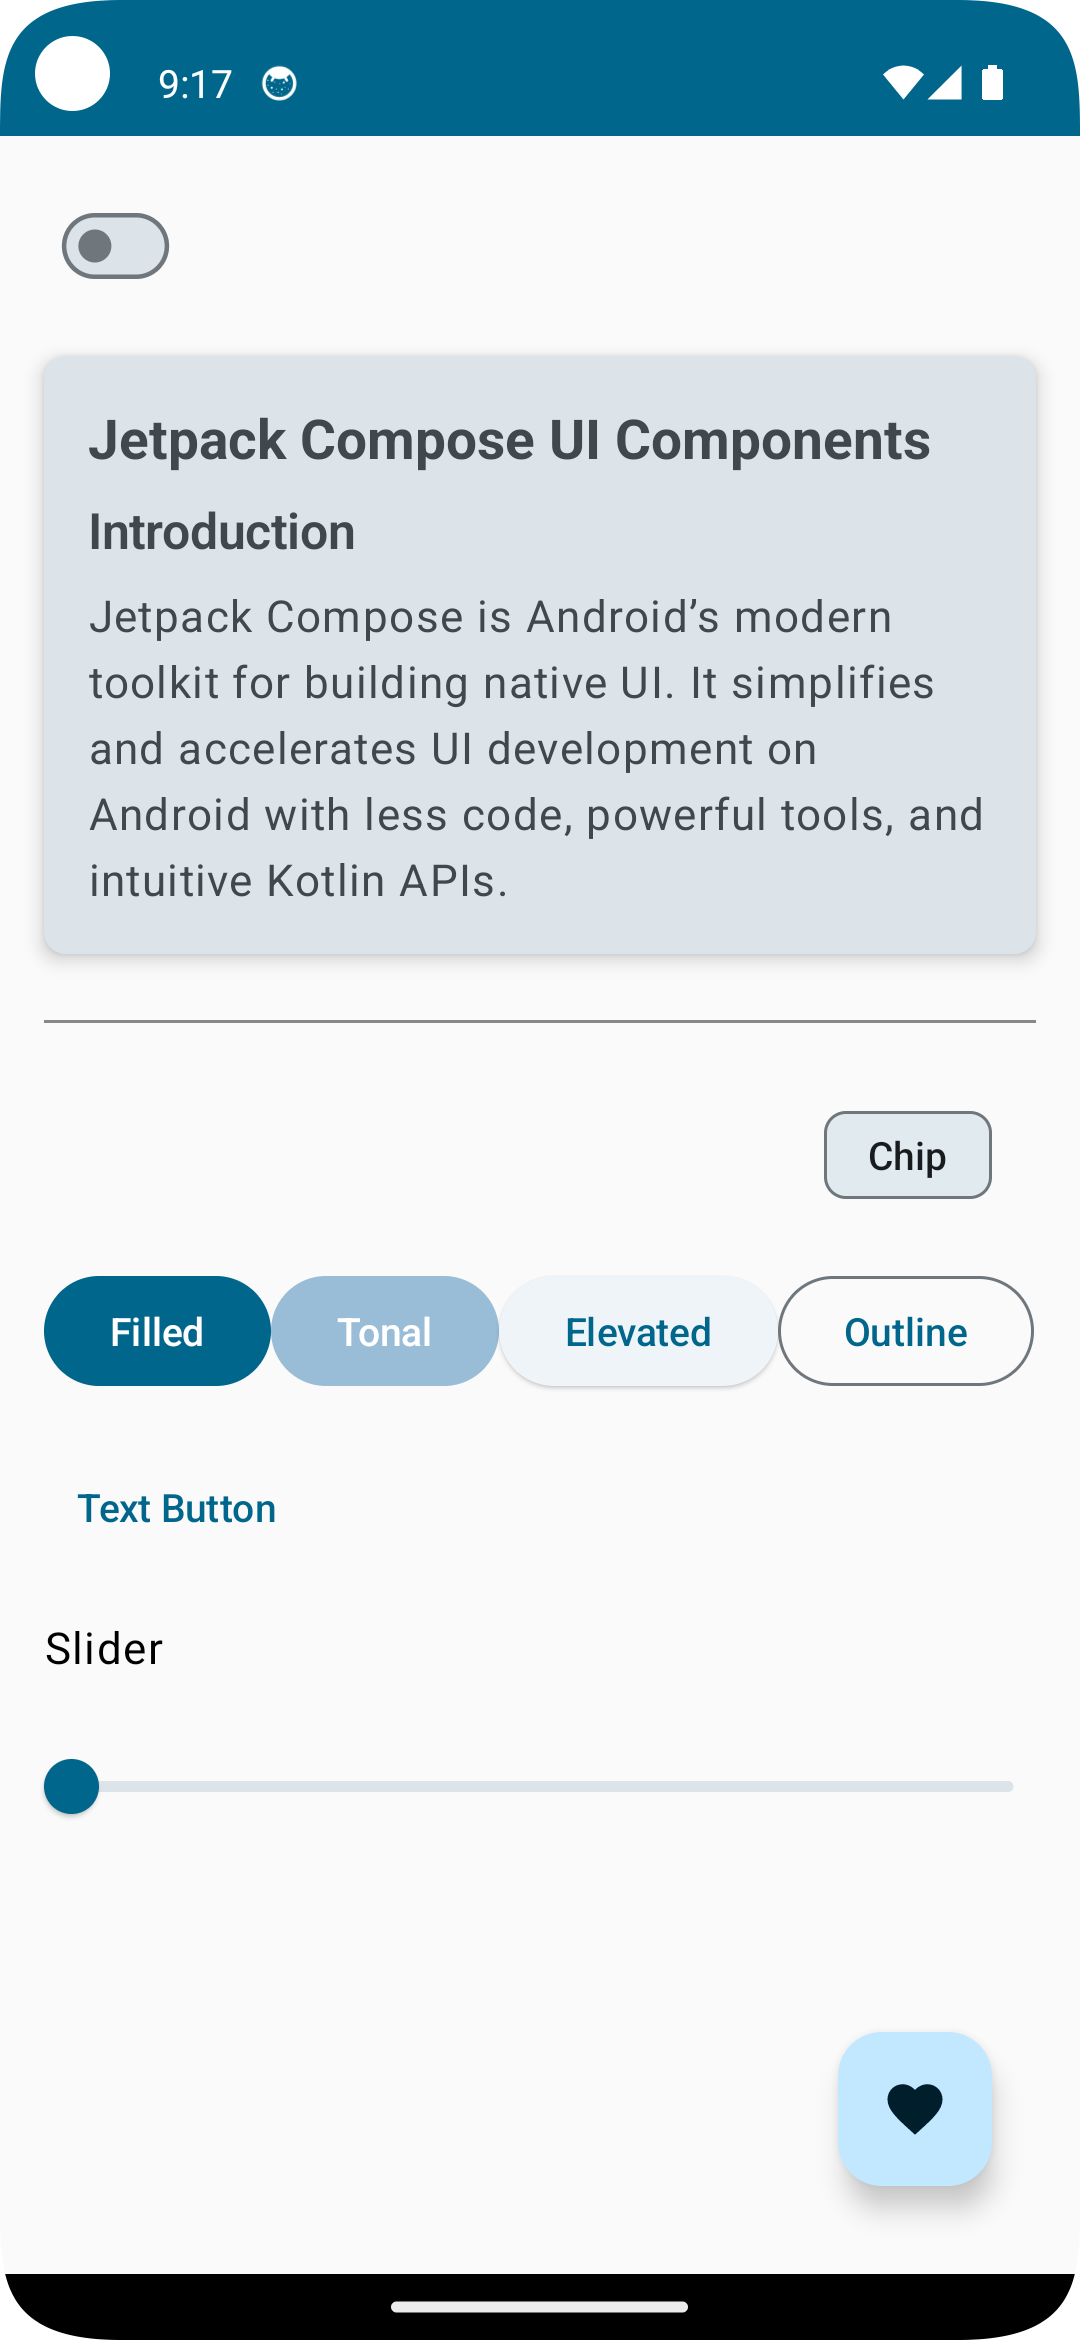 9:17
Jetpack Compose UI Components
Introduction
Jetpack Compose is Android’s modern
toolkit for building native UI. It simplifies
and accelerates UI development on
Android with less code, powerful tools, and
intuitive Kotlin APIs.
Chip
Filled Tonal Elevated Outline
Text Button
Slider